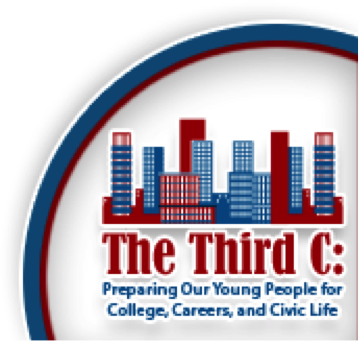 The Third C:
Preparing Our Young People for
College, Careers, and Civic Life